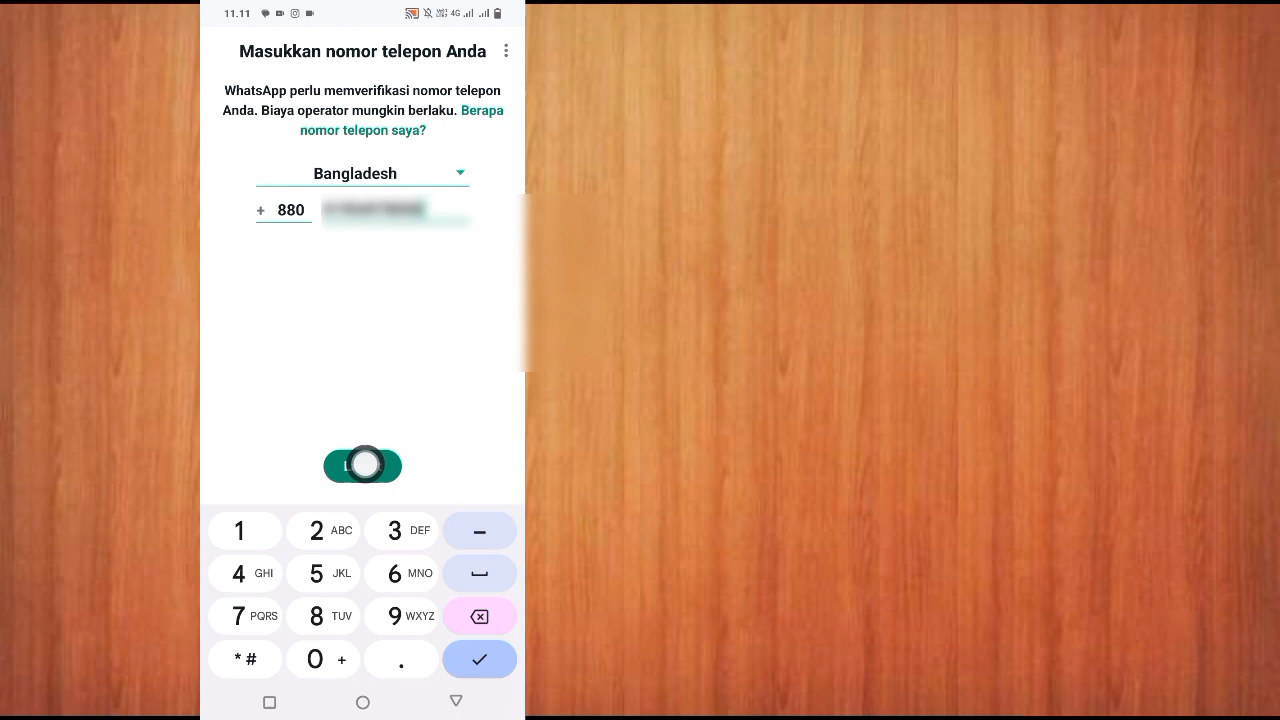 11.11 4G
Masukkan nomor telepon Anda
WhatsApp perlu memverifikasi nomor telepon
Anda. Biaya operator mungkin berlaku. Berapa
nomor telepon saya?
Bangladesh
+ 880
1 2 ABC 3 DEF –
4 GHI 5 JKL 6 MNO
7 PQRS 8 TUV 9 WXYZ
* # 0 + .